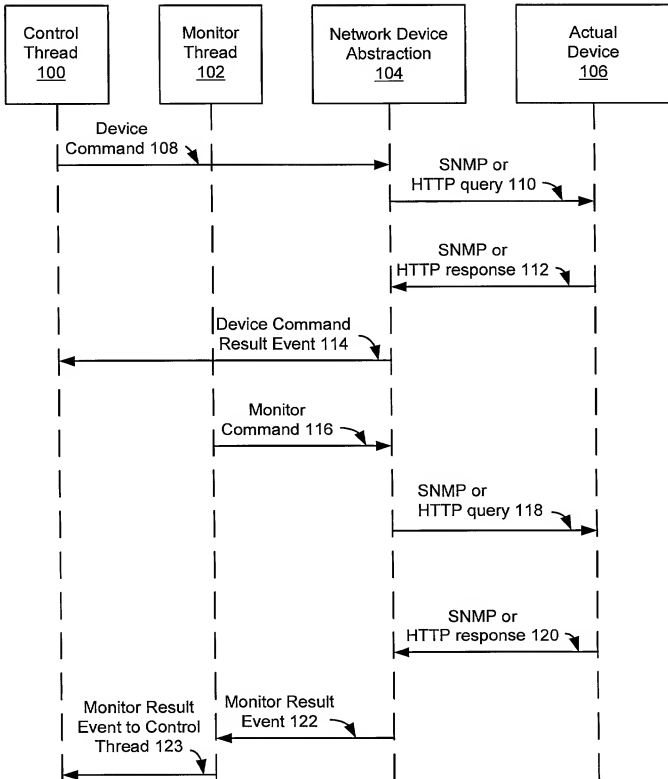 Control
Thread
100
Monitor
Thread
102
Network Device
Abstraction
104
Actual
Device
106
Device
Command 108
SNMP or
HTTP query 110
SNMP or
HTTP response 112
Device Command
Result Event 114
Monitor
Command 116
SNMP or
HTTP query 118
SNMP or
HTTP response 120
Monitor Result
Event 122
Monitor Result
Event to Control
Thread 123